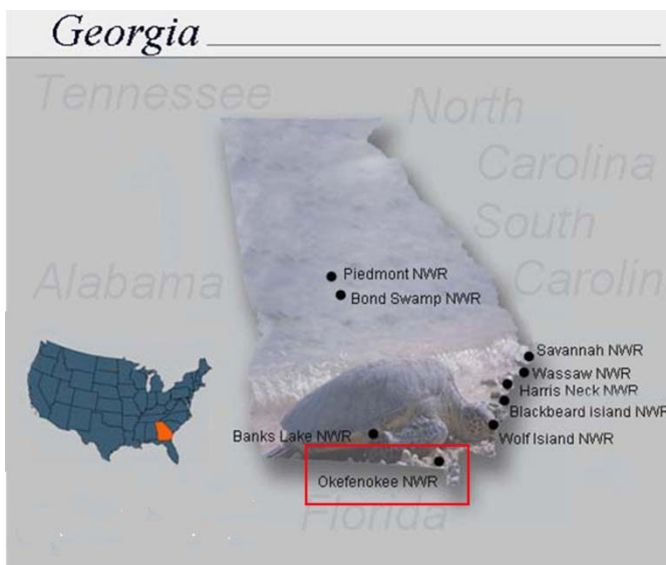 Georgia
Tennessee
North
Carolina
South
Carolin
Alabama
Piedmont NWR
Bond Swamp NWR
Savannah NWR
Wassaw NWR
Harris Neck NWR
Blackbeard Island NWR
Wolf Island NWR
Banks Lake NWR
Okefenokee NWR
Florida